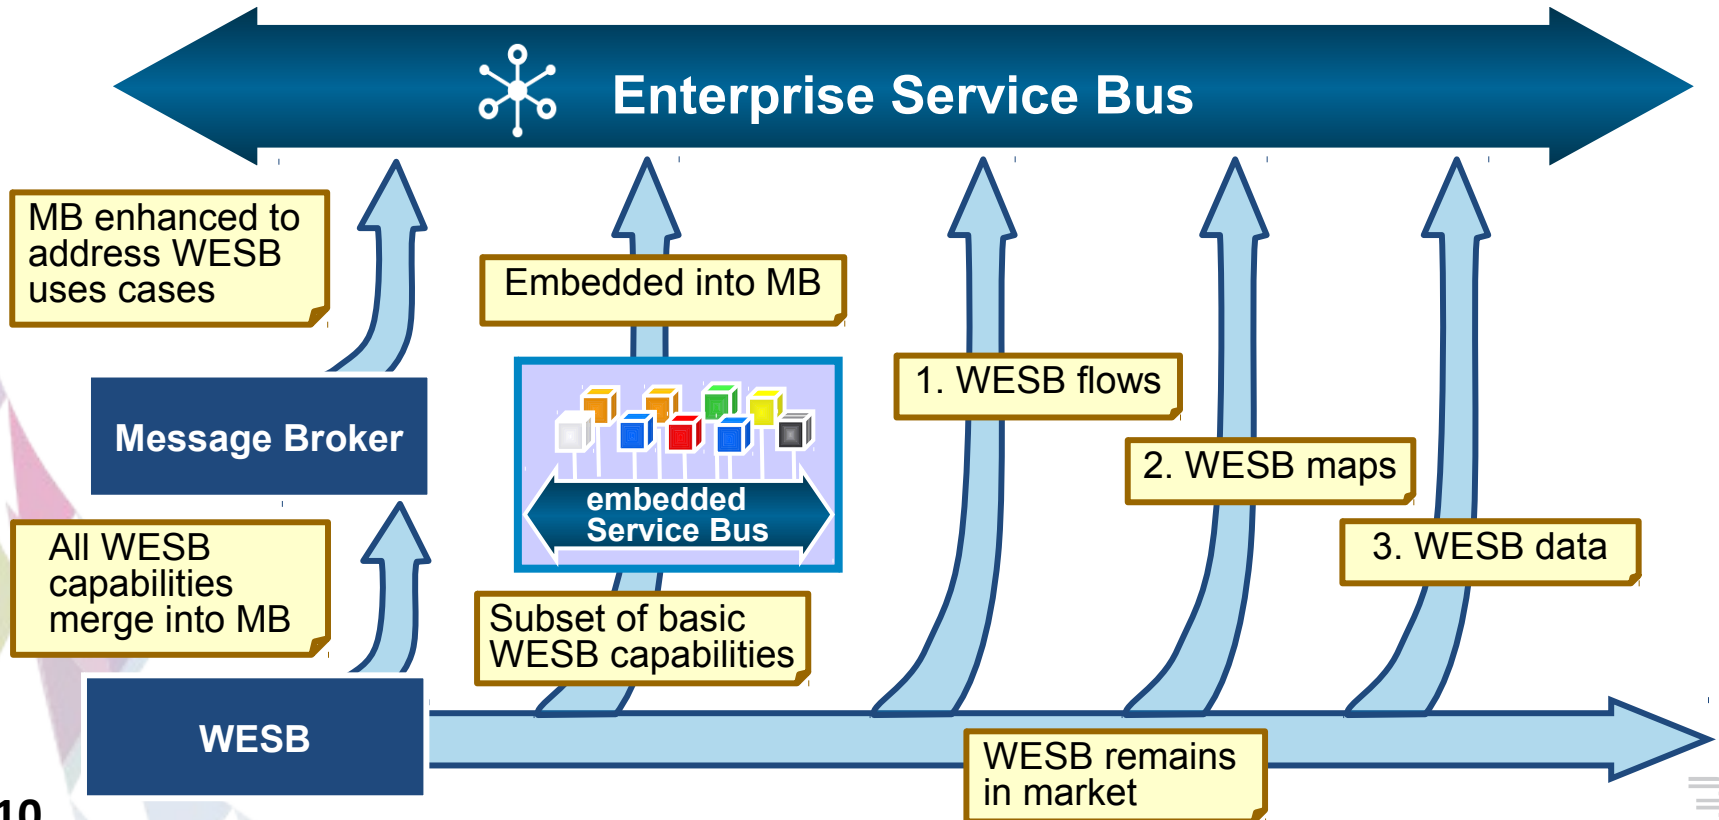 Enterprise Service Bus
MB enhanced to
address WESB
uses cases
Embedded into MB
1. WESB flows
Message Broker
2. WESB maps
embedded
Service Bus
All WESB
capabilities
merge into MB
3. WESB data
Subset of basic
WESB capabilities
WESB
WESB remains
in market
10